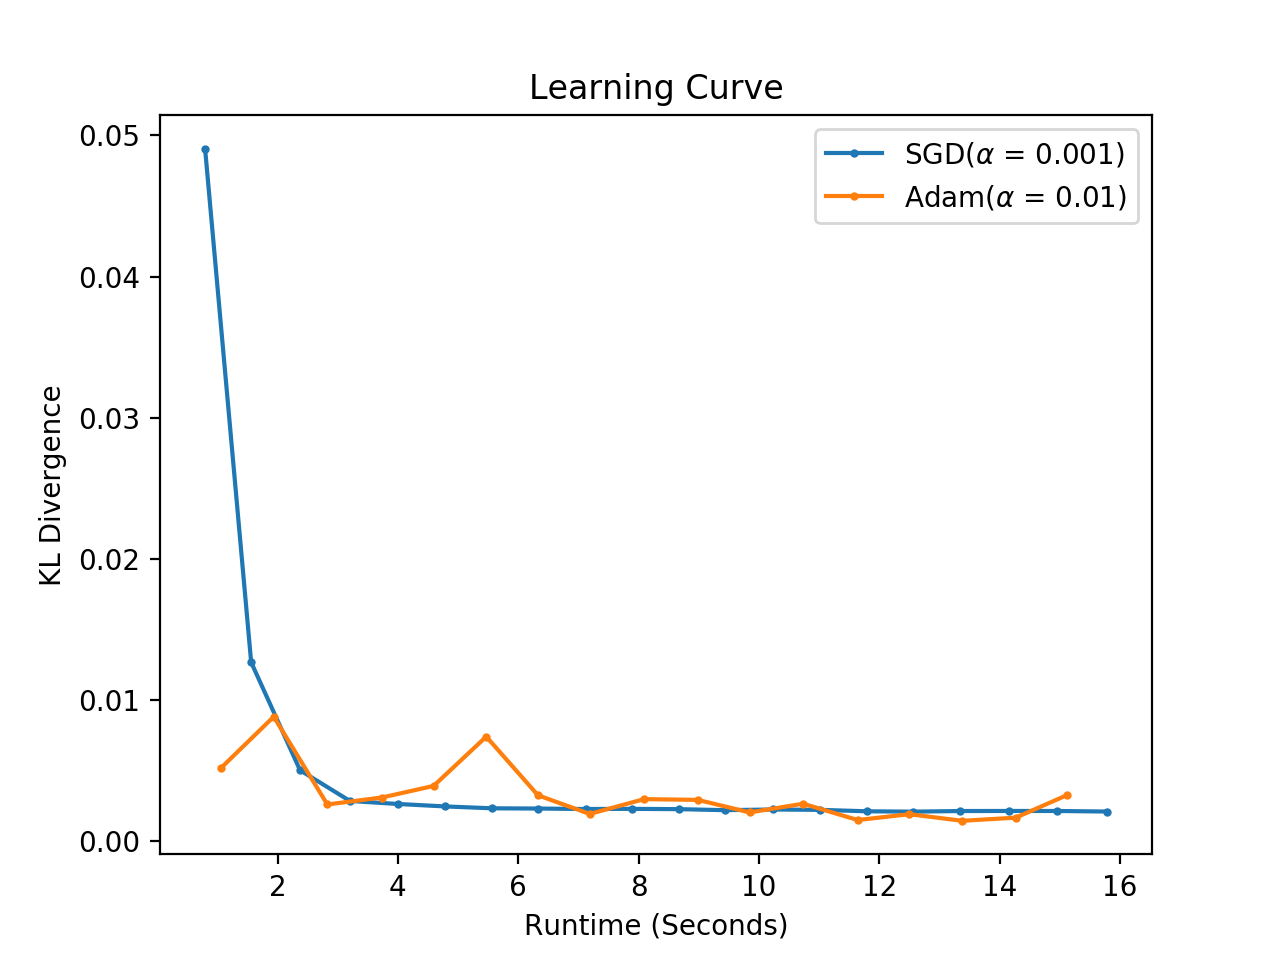 Learning Curve
SGD(α = 0.001)
Adam(α = 0.01)
KL Divergence
0.05
0.04
0.03
0.02
0.01
0.00
2 4 6 8 10 12 14 16
Runtime (Seconds)